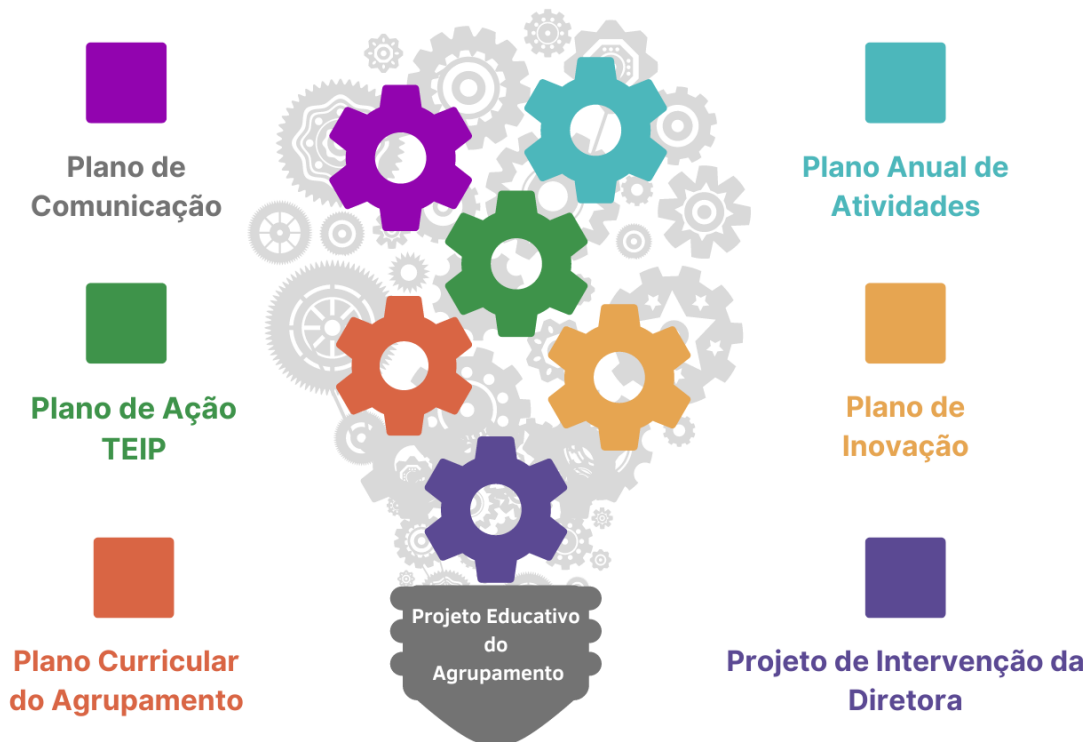 Plano de
Comunicação
Plano Anual de
Atividades
Plano de Ação
TEIP
Plano de
Inovação
Plano Curricular
do Agrupamento
Projeto de Intervenção da
Diretora
Projeto Educativo
do
Agrupamento